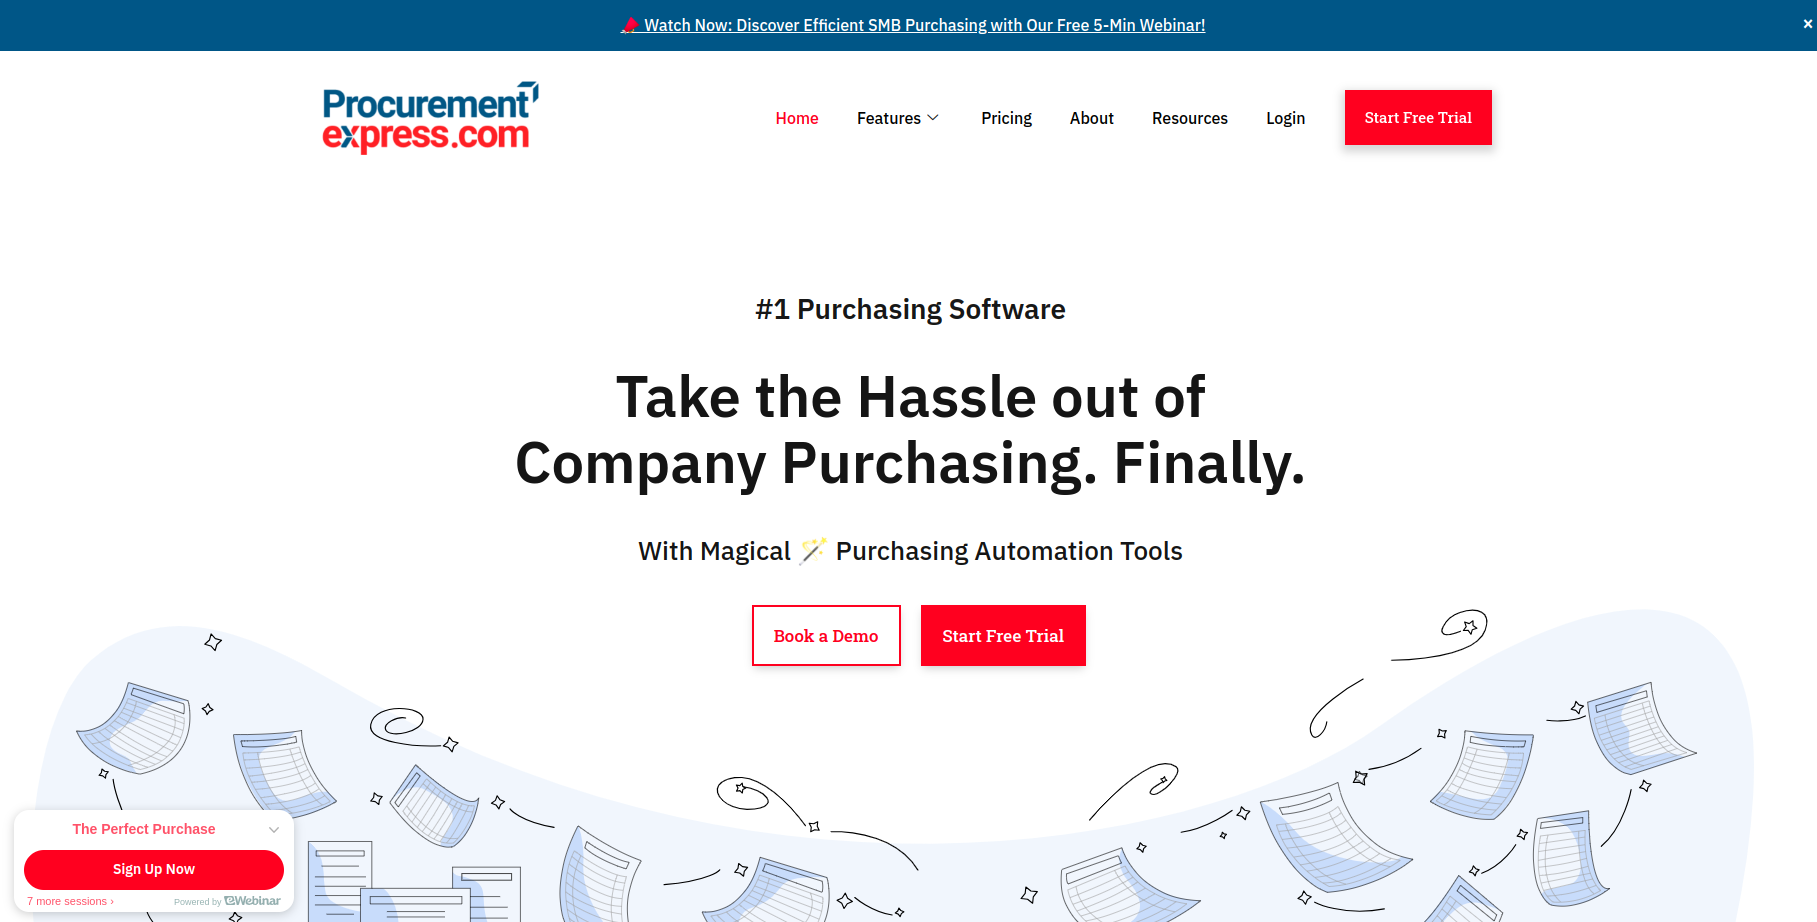 Watch Now: Discover Efficient SMB Purchasing with Our Free 5-Min Webinar!
×
Procurement
express.com
Home
Features
Pricing
About
Resources
Login
Start Free Trial
#1 Purchasing Software
Take the Hassle out of
Company Purchasing. Finally.
With Magical 🪄 Purchasing Automation Tools
Book a Demo
Start Free Trial
The Perfect Purchase
Sign Up Now
7 more sessions ›
Powered by eWebinar